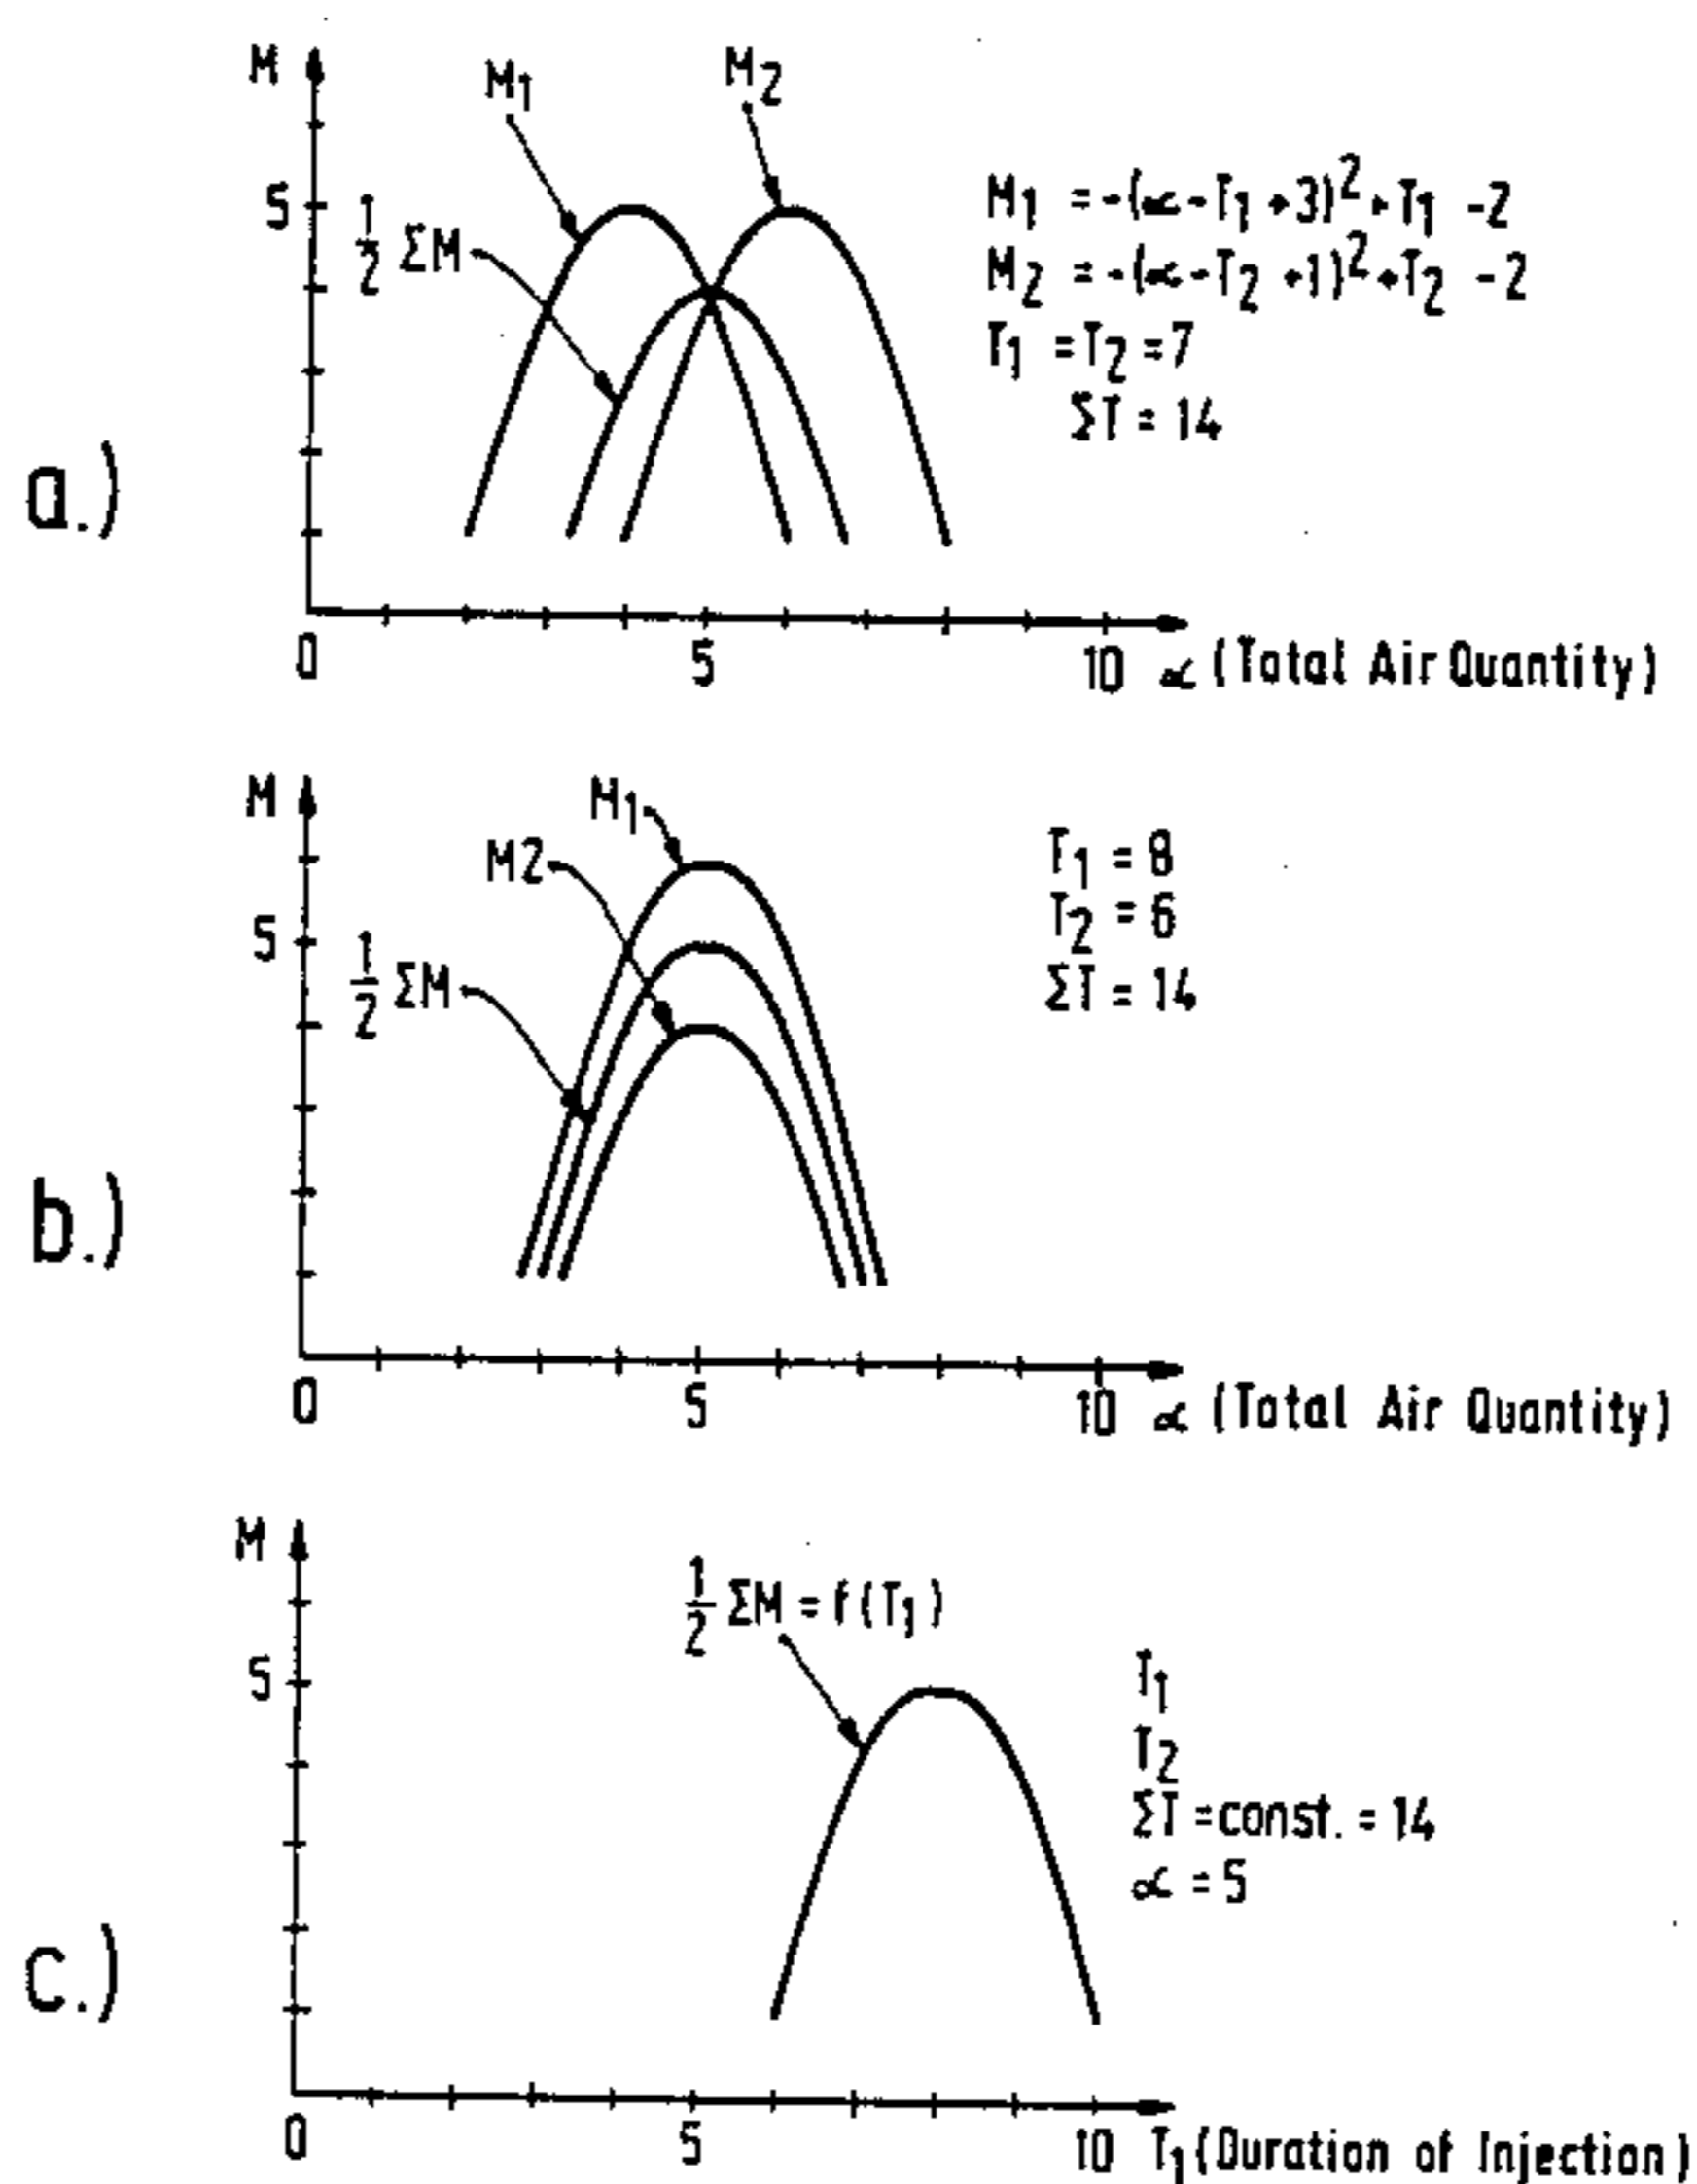 a.)
M
M1
M2
1/2 ΣM
5
M1 = -(α - T1 + 3)² + T1 - 2
M2 = -(α - T2 + 1)² + T2 - 2
T1 = T2 = 7
ΣT = 14
0 5 10 α (Total Air Quantity)
b.)
M
M1
M2
1/2 ΣM
5
T1 = 8
T2 = 6
ΣT = 14
0 5 10 α (Total Air Quantity)
c.)
M
1/2 ΣM = f(T1)
5
T1
T2
ΣT = const. = 14
α = 5
0 5 10 T1 (Duration of Injection)